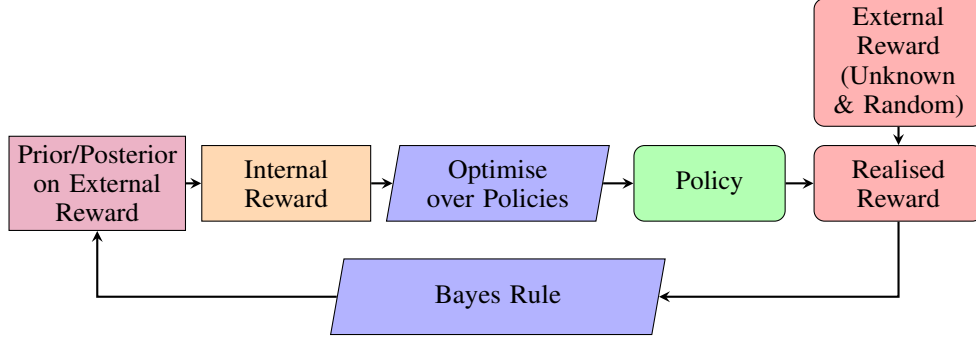 External
Reward
(Unknown
& Random)
Prior/Posterior
on External
Reward
Internal
Reward
Optimise
over Policies
Policy
Realised
Reward
Bayes Rule